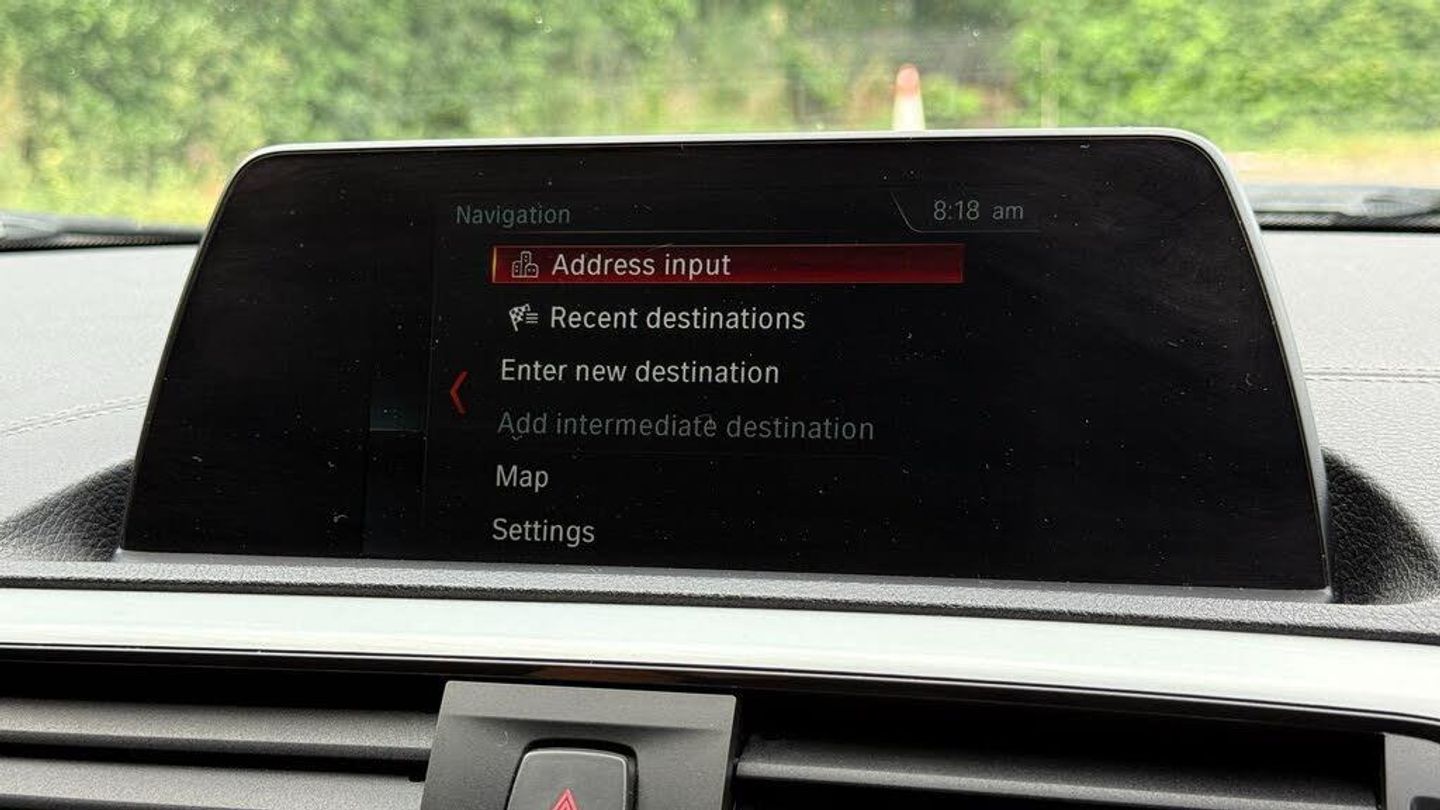 Navigation
8:18 am
Address input
Recent destinations
Enter new destination
Add intermediate destination
Map
Settings